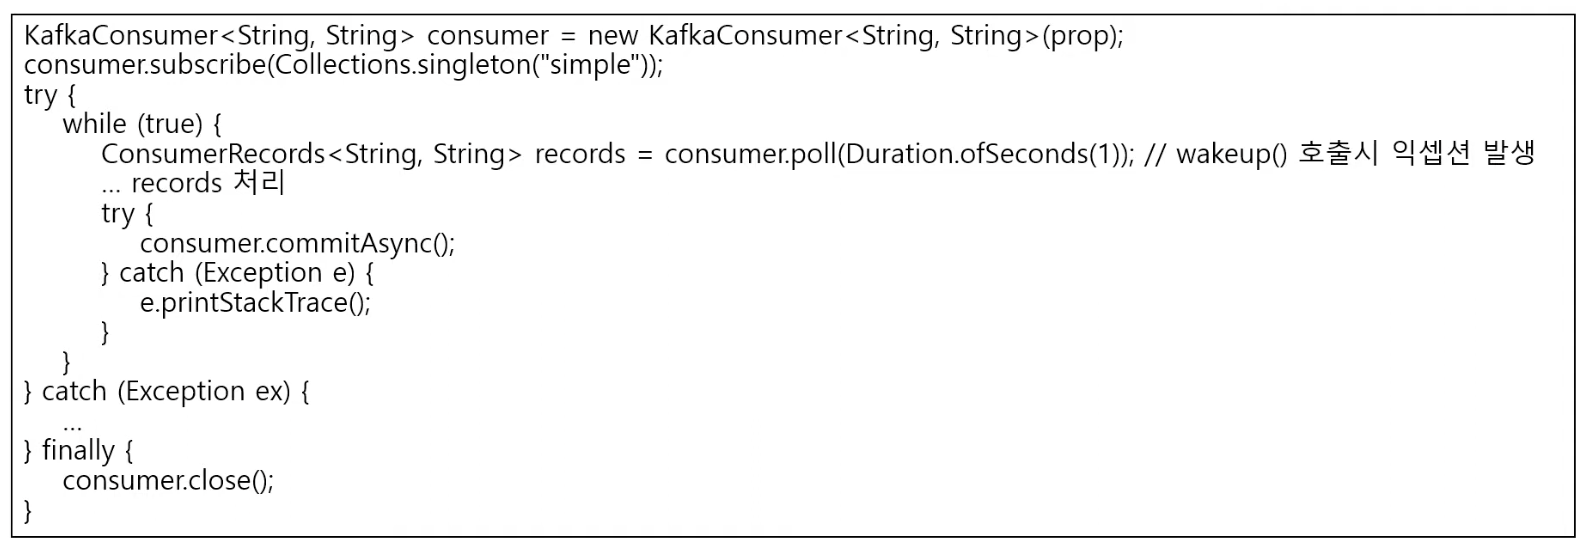 KafkaConsumer<String, String> consumer = new KafkaConsumer<String, String>(prop);
consumer.subscribe(Collections.singleton("simple"));
try {
while (true) {
ConsumerRecords<String, String> records = consumer.poll(Duration.ofSeconds(1)); // wakeup() 호출시 익셉션 발생
... records 처리
try {
consumer.commitAsync();
} catch (Exception e) {
e.printStackTrace();
}
}
} catch (Exception ex) {
...
} finally {
consumer.close();
}